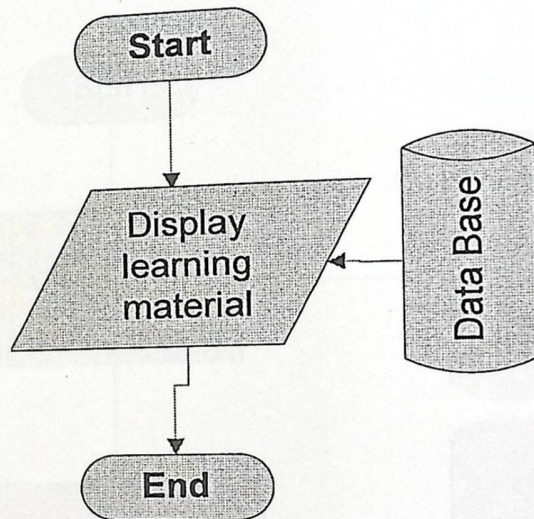 Start
Display
learning
material
Data Base
End